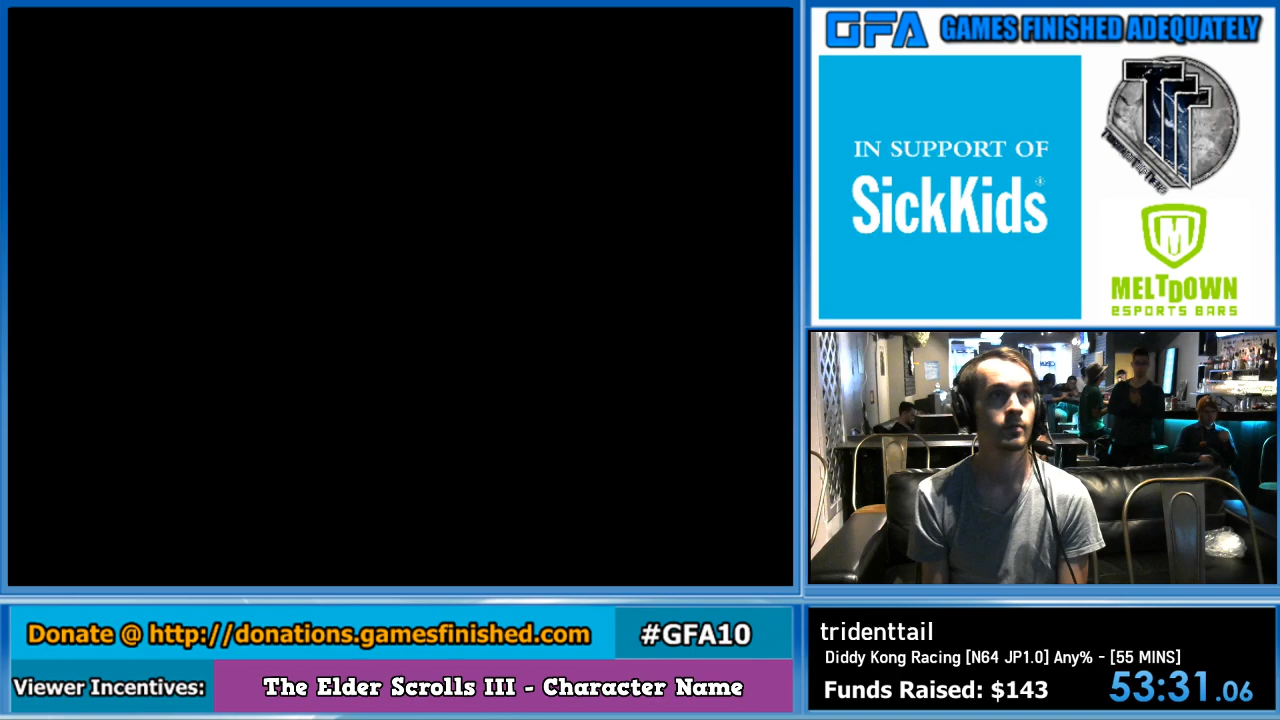 GFA GAMES FINISHED ADEQUATELY
IN SUPPORT OF
SickKids
TT
MELTDOWN
ESPORTS BARS
Donate @ http://donations.gamesfinished.com
#GFA10
Viewer Incentives:
The Elder Scrolls III - Character Name
tridenttail
Diddy Kong Racing [N64 JP1.0] Any% - [55 MINS]
Funds Raised: $143
53:31.06